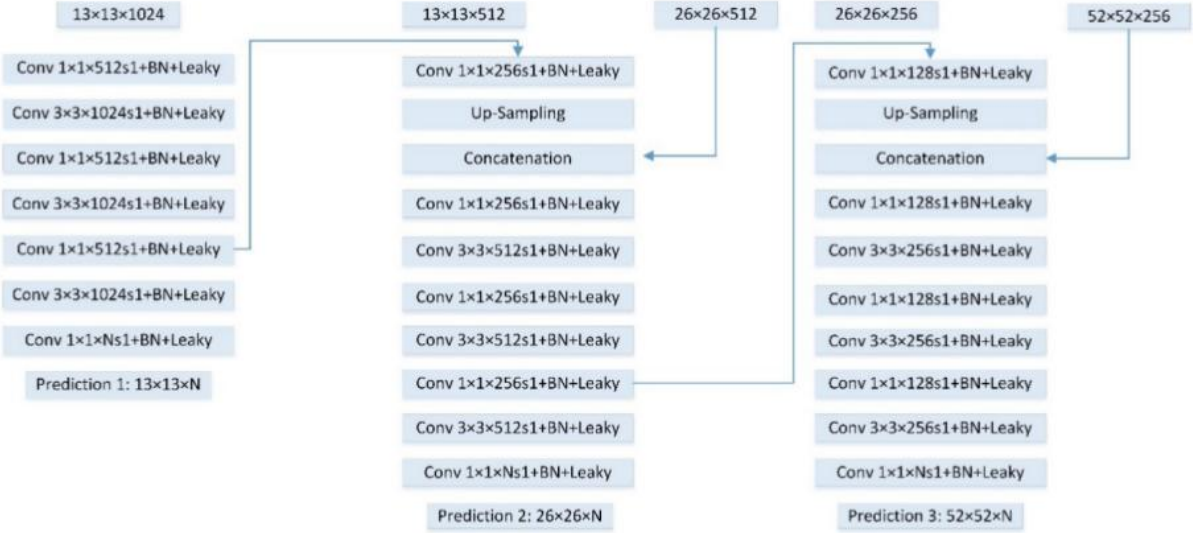 13×13×1024
Conv 1×1×512s1+BN+Leaky
Conv 3×3×1024s1+BN+Leaky
Conv 1×1×512s1+BN+Leaky
Conv 3×3×1024s1+BN+Leaky
Conv 1×1×512s1+BN+Leaky
Conv 3×3×1024s1+BN+Leaky
Conv 1×1×Ns1+BN+Leaky
Prediction 1: 13×13×N
13×13×512
26×26×512
Conv 1×1×256s1+BN+Leaky
Up-Sampling
Concatenation
Conv 1×1×256s1+BN+Leaky
Conv 3×3×512s1+BN+Leaky
Conv 1×1×256s1+BN+Leaky
Conv 3×3×512s1+BN+Leaky
Conv 1×1×256s1+BN+Leaky
Conv 3×3×512s1+BN+Leaky
Conv 1×1×Ns1+BN+Leaky
Prediction 2: 26×26×N
26×26×256
52×52×256
Conv 1×1×128s1+BN+Leaky
Up-Sampling
Concatenation
Conv 1×1×128s1+BN+Leaky
Conv 3×3×256s1+BN+Leaky
Conv 1×1×128s1+BN+Leaky
Conv 3×3×256s1+BN+Leaky
Conv 1×1×128s1+BN+Leaky
Conv 3×3×256s1+BN+Leaky
Conv 1×1×Ns1+BN+Leaky
Prediction 3: 52×52×N